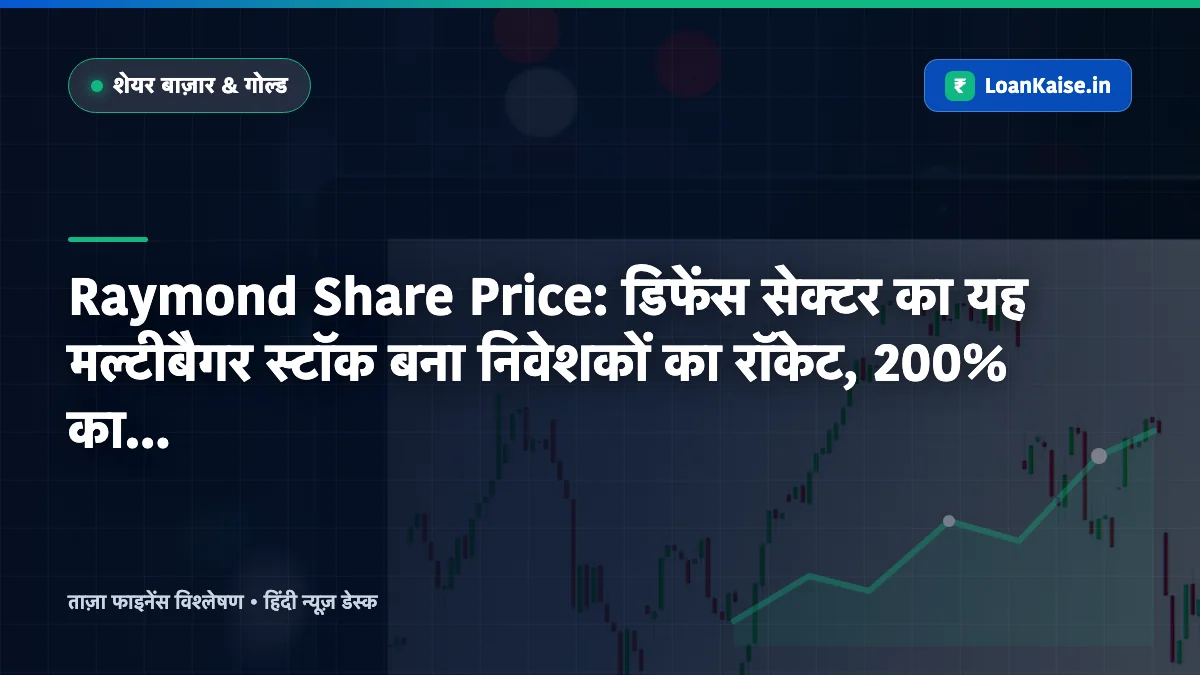 शेयर बाज़ार & गोल्ड
₹ LoanKaise.in
Raymond Share Price: डिफेंस सेक्टर का यह
मल्टीबैगर स्टॉक बना निवेशकों का रॉकेट, 200%
का...
ताज़ा फाइनेंस विश्लेषण • हिंदी न्यूज़ डेस्क